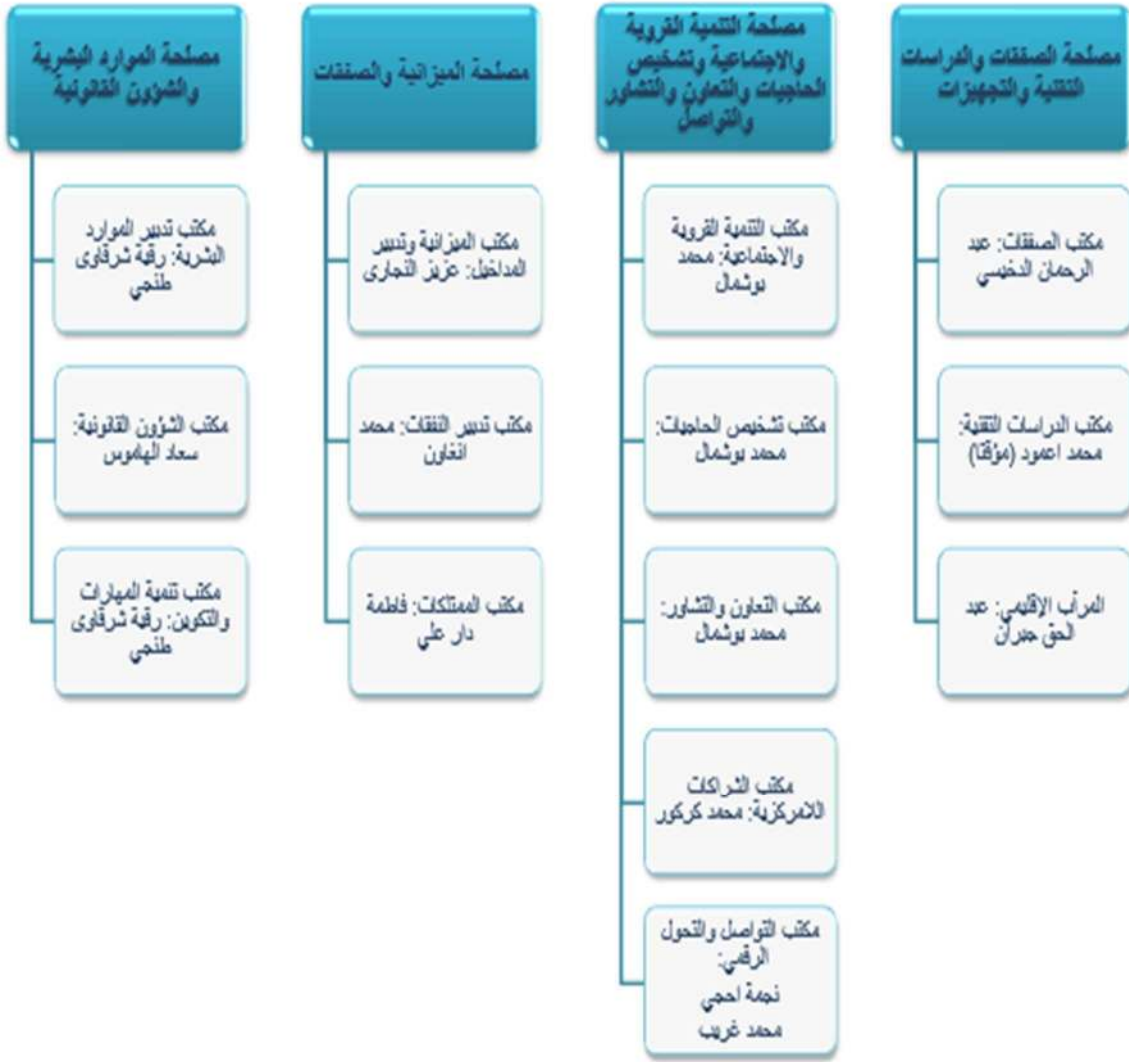 مصلحة الصفقات والدراسات
التقنية والتجهيزات
مكتب الصفقات: عبد
الرحمان الدخيسي
مكتب الدراسات التقنية:
محمد اعمود (مؤقتا)
المرآب الإقليمي: عبد
الحق جبران
مصلحة التنمية القروية
والاجتماعية وتشخيص
الحاجيات والتعاون والتشاور
والتواصل
مكتب التنمية القروية
والاجتماعية: محمد
بوشمال
مكتب تشخيص الحاجيات:
محمد بوشمال
مكتب التعاون والتشاور:
محمد بوشمال
مكتب الشراكات
اللامركزية: محمد كركور
مكتب التواصل والتحول
الرقمي:
نجمة احجي
محمد غريب
مصلحة الميزانية والصفقات
مكتب الميزانية وتدبير
المداخيل: عزيز النجارى
مكتب تدبير النفقات: محمد
انغاون
مكتب الممتلكات: فاطمة
دار علي
مصلحة الموارد البشرية
والشؤون القانونية
مكتب تدبير الموارد
البشرية: رقية شرقاوى
طنجي
مكتب الشؤون القانونية:
سعاد الهاموس
مكتب تنمية المهارات
والتكوين: رقية شرقاوى
طنجي